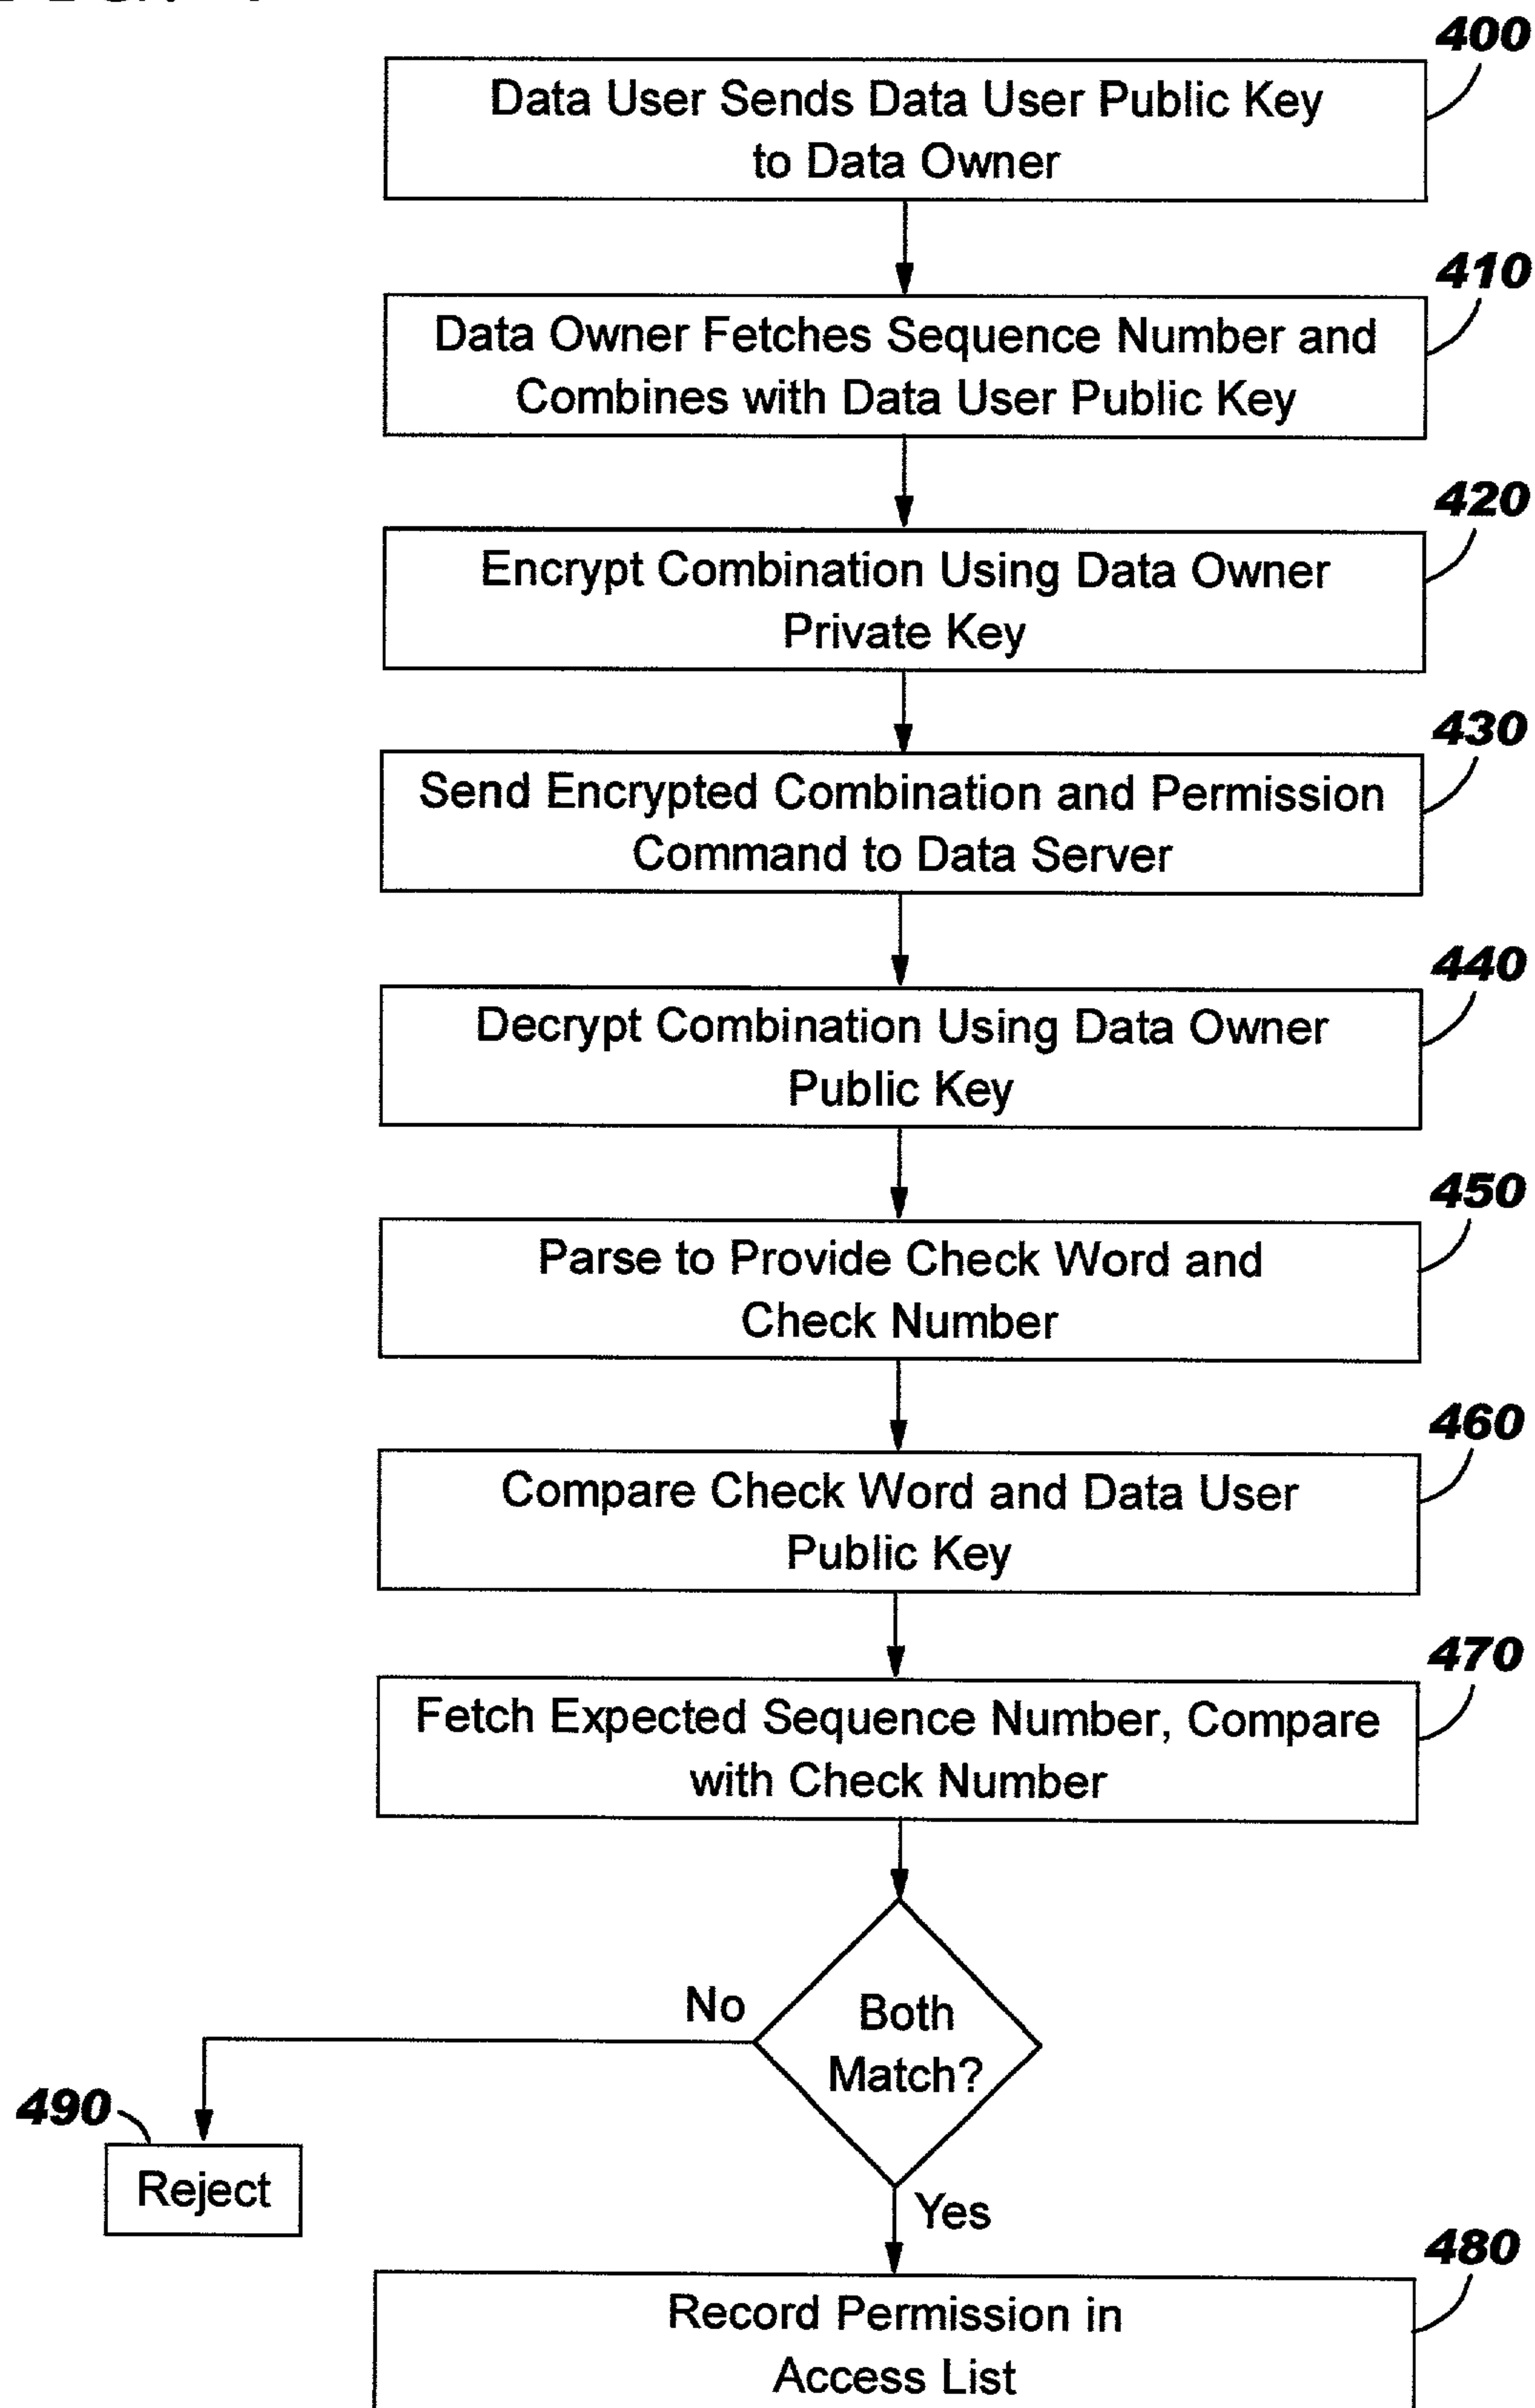 400
Data User Sends Data User Public Key
to Data Owner
410
Data Owner Fetches Sequence Number and
Combines with Data User Public Key
420
Encrypt Combination Using Data Owner
Private Key
430
Send Encrypted Combination and Permission
Command to Data Server
440
Decrypt Combination Using Data Owner
Public Key
450
Parse to Provide Check Word and
Check Number
460
Compare Check Word and Data User
Public Key
470
Fetch Expected Sequence Number, Compare
with Check Number
No
Both
Match?
490
Reject
Yes
480
Record Permission in
Access List